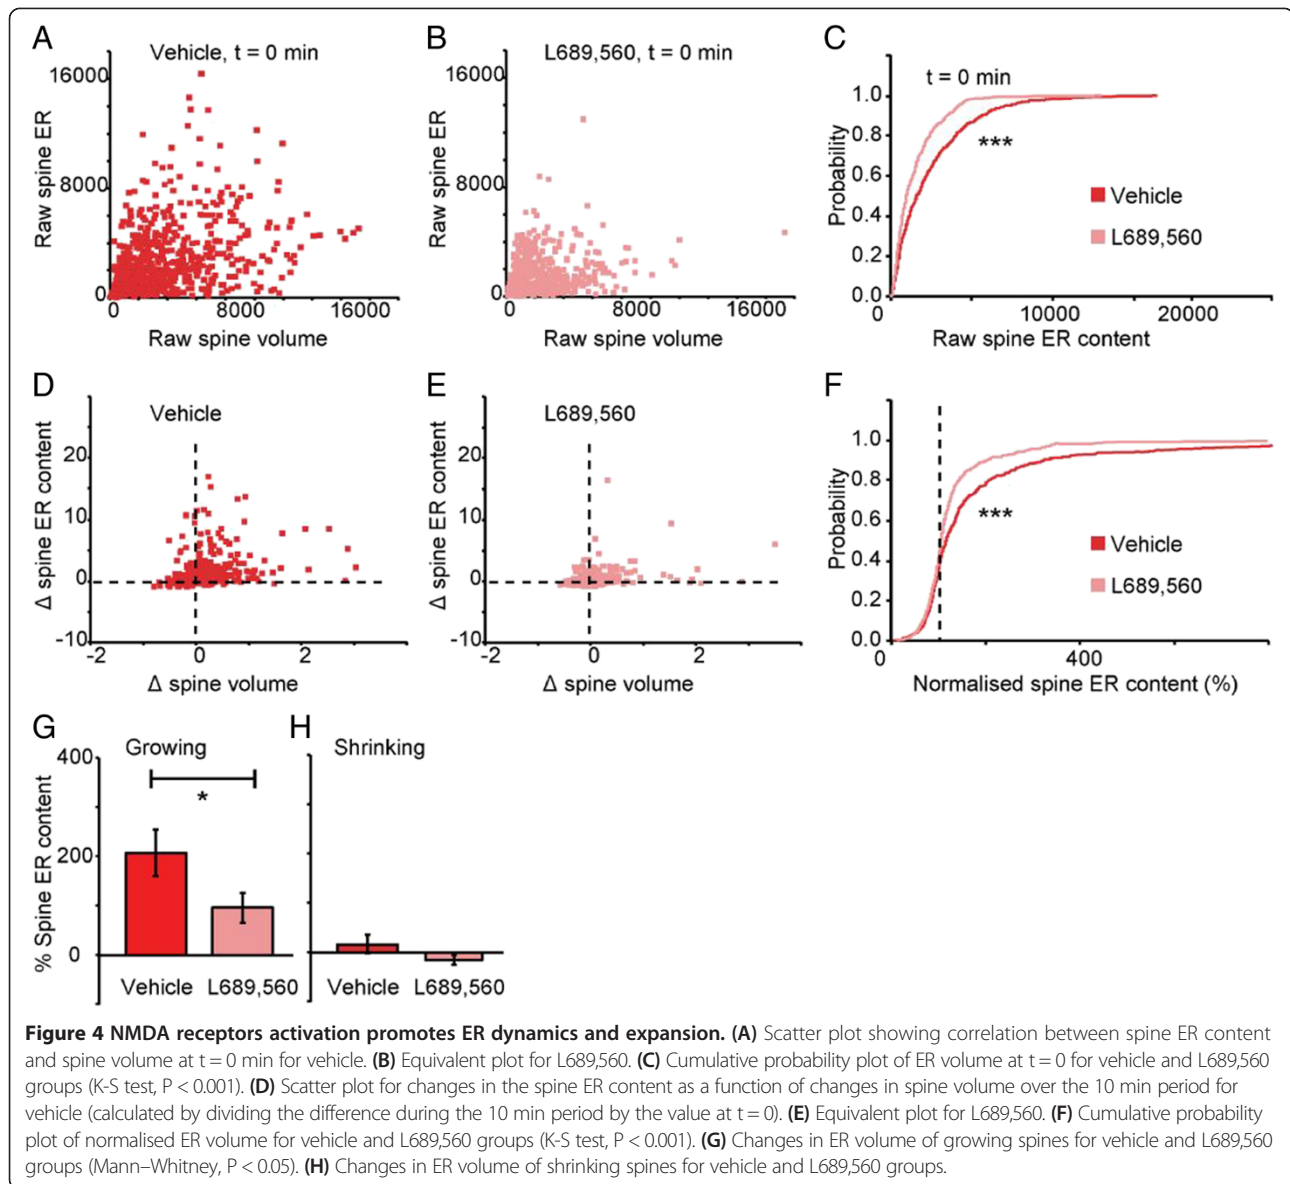 A
Vehicle, t = 0 min
Raw spine ER
16000
8000
0
0
8000
16000
Raw spine volume
B
L689,560, t = 0 min
Raw spine ER
16000
8000
0
0
8000
16000
Raw spine volume
C
t = 0 min
Probability
1.0
0.8
0.6
0.4
0.2
0.0
***
Vehicle
L689,560
0
10000
20000
Raw spine ER content
D
Vehicle
Δ spine ER content
20
10
0
-10
-2
0
2
Δ spine volume
E
L689,560
Δ spine ER content
20
10
0
-10
-2
0
2
Δ spine volume
F
Probability
1.0
0.8
0.6
0.4
0.2
0.0
***
Vehicle
L689,560
0
400
Normalised spine ER content (%)
G
Growing
% Spine ER content
400
200
0
*
Vehicle
L689,560
H
Shrinking
Vehicle
L689,560
Figure 4 NMDA receptors activation promotes ER dynamics and expansion. (A) Scatter plot showing correlation between spine ER content
and spine volume at t = 0 min for vehicle. (B) Equivalent plot for L689,560. (C) Cumulative probability plot of ER volume at t = 0 for vehicle and L689,560
groups (K-S test, P < 0.001). (D) Scatter plot for changes in the spine ER content as a function of changes in spine volume over the 10 min period for
vehicle (calculated by dividing the difference during the 10 min period by the value at t = 0). (E) Equivalent plot for L689,560. (F) Cumulative probability
plot of normalised ER volume for vehicle and L689,560 groups (K-S test, P < 0.001). (G) Changes in ER volume of growing spines for vehicle and L689,560
groups (Mann–Whitney, P < 0.05). (H) Changes in ER volume of shrinking spines for vehicle and L689,560 groups.